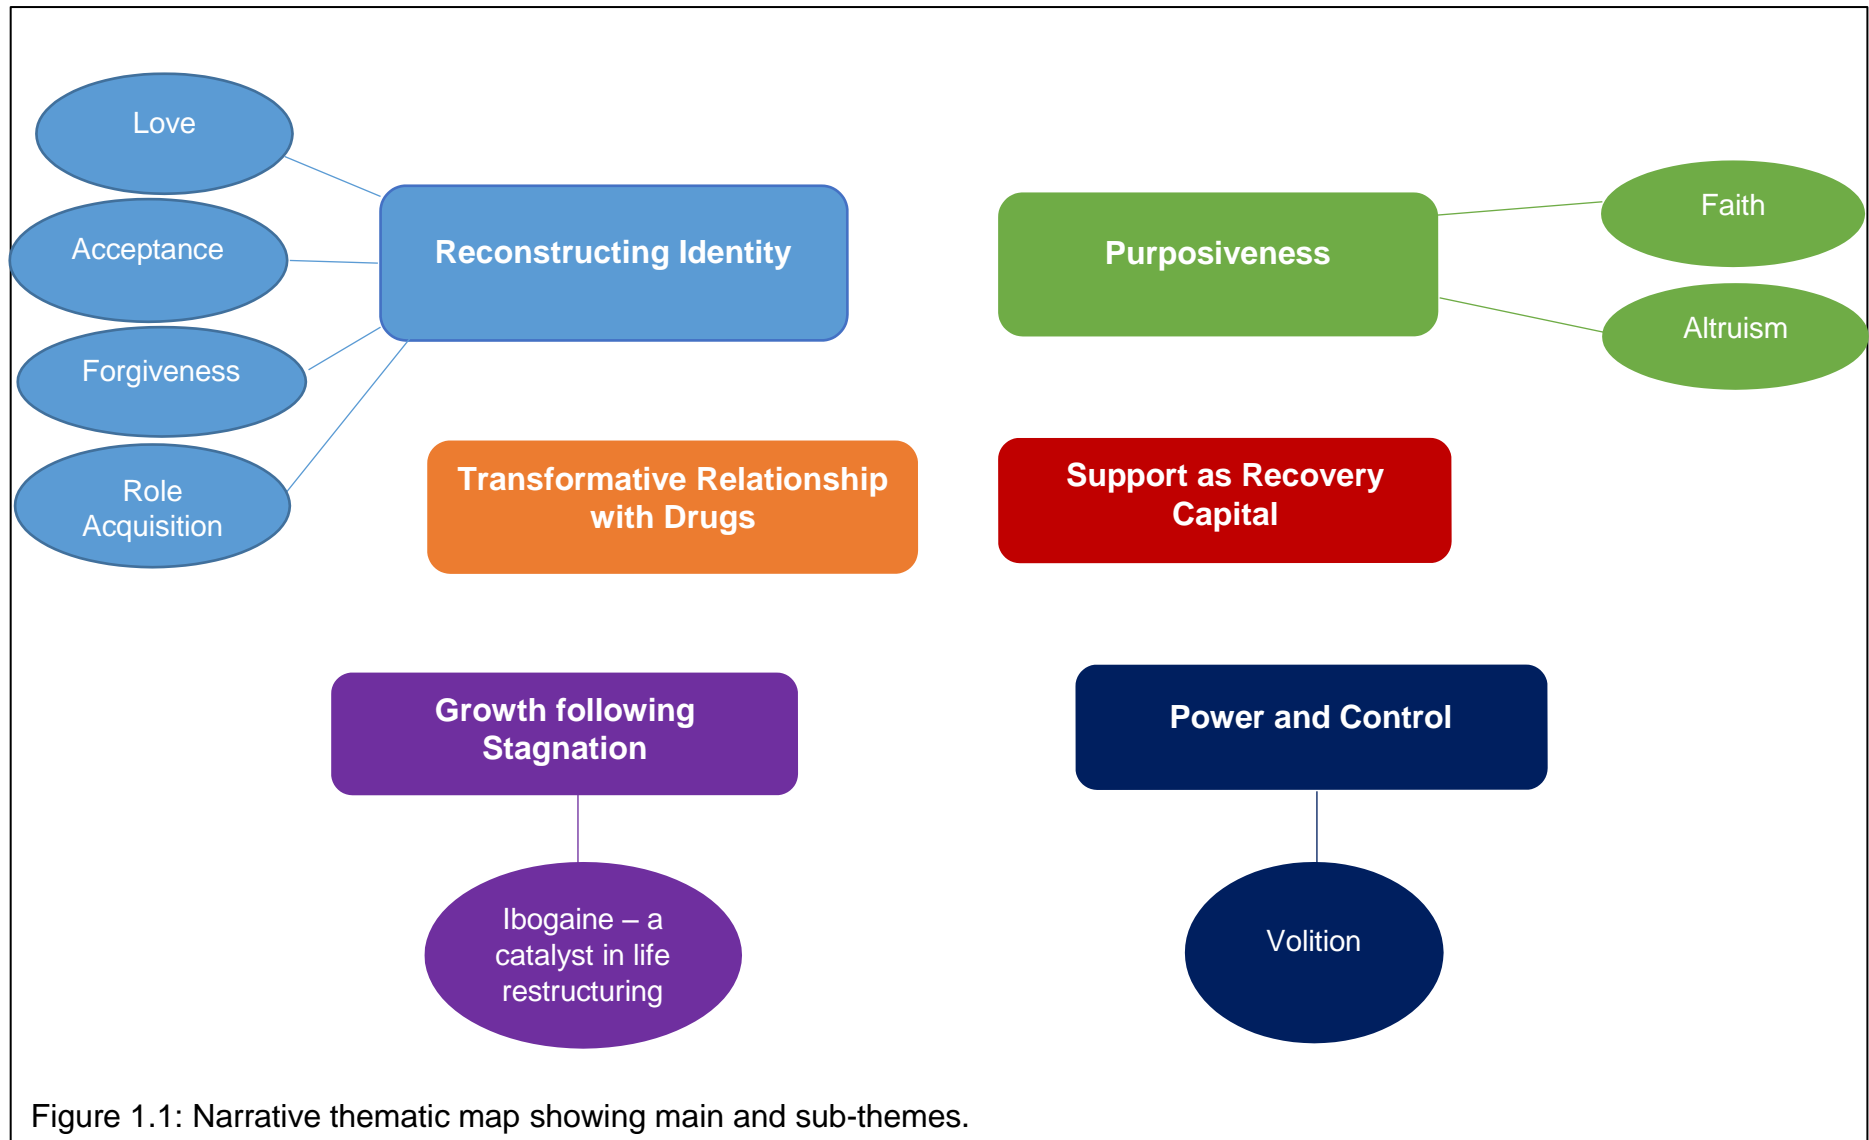 Love
Acceptance
Forgiveness
Role
Acquisition
Reconstructing Identity
Purposiveness
Faith
Altruism
Transformative Relationship
with Drugs
Support as Recovery
Capital
Growth following
Stagnation
Power and Control
Ibogaine – a
catalyst in life
restructuring
Volition
Figure 1.1: Narrative thematic map showing main and sub-themes.